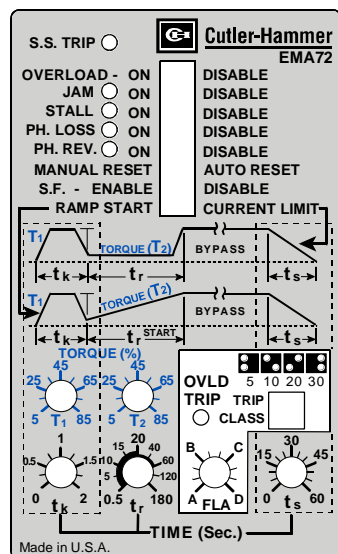 S.S. TRIP
Cutler-Hammer
EMA72
OVERLOAD - ON DISABLE
JAM ON DISABLE
STALL ON DISABLE
PH. LOSS ON DISABLE
PH. REV. ON DISABLE
MANUAL RESET AUTO RESET
S.F. - ENABLE DISABLE
RAMP START CURRENT LIMIT
T1 TORQUE (T2) BYPASS
tk tr ts
T1 TORQUE (T2) BYPASS
tk tr START ts
TORQUE (%)
45 45
25 65 25 65
5 T1 85 5 T2 85
OVLD TRIP
5 10 20 30
TRIP CLASS
B C
A D
FLA
1
0.5 1.5
0 2
tk
20
15 40
10 60
5 120
0.5 180
tr
30
15 45
0 60
ts
TIME (Sec.)
Made in U.S.A.